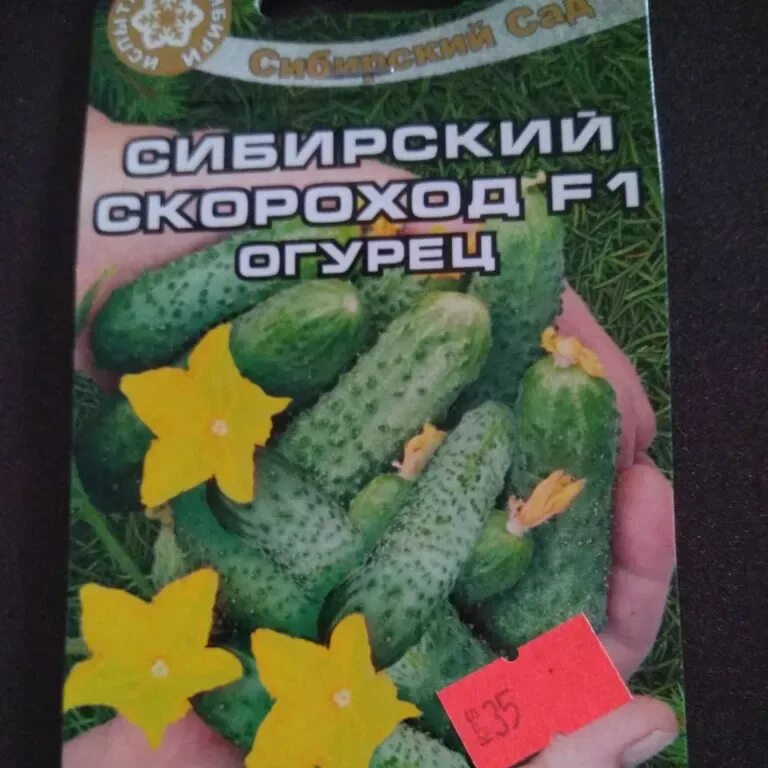 Сибирский Сад
СИБИРСКИЙ
СКОРОХОД F1
ОГУРЕЦ
35